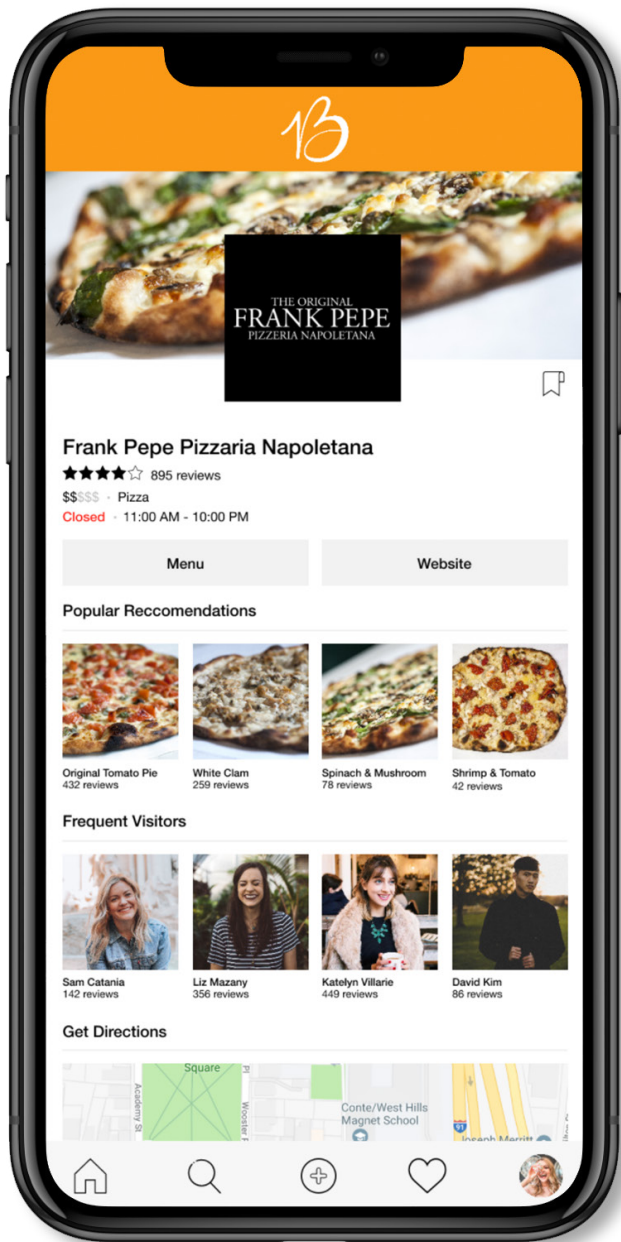 B
THE ORIGINAL
FRANK PEPE
PIZZERIA NAPOLETANA
Frank Pepe Pizzaria Napoletana
895 reviews
$$$$$ · Pizza
Closed · 11:00 AM - 10:00 PM
Menu Website
Popular Reccomendations
Original Tomato Pie White Clam Spinach & Mushroom Shrimp & Tomato
432 reviews 259 reviews 78 reviews 42 reviews
Frequent Visitors
Sam Catania Liz Mazany Katelyn Villarie David Kim
142 reviews 356 reviews 449 reviews 86 reviews
Get Directions
Square
Academy St
Wooster Pl
Conte/West Hills
Magnet School
91
Joseph Merritt